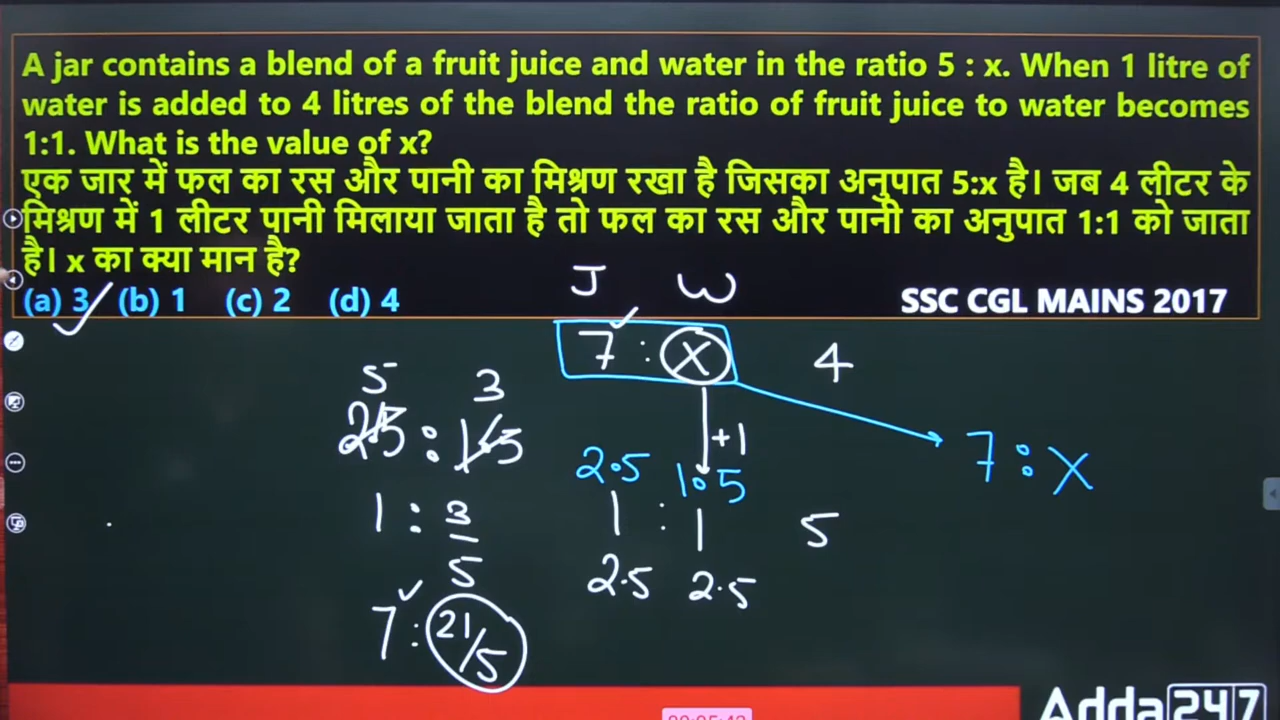 A jar contains a blend of a fruit juice and water in the ratio 5 : x. When 1 litre of
water is added to 4 litres of the blend the ratio of fruit juice to water becomes
1:1. What is the value of x?
एक जार में फल का रस और पानी का मिश्रण रखा है जिसका अनुपात 5:x है। जब 4 लीटर के
मिश्रण में 1 लीटर पानी मिलाया जाता है तो फल का रस और पानी का अनुपात 1:1 को जाता
है। x का क्या मान है?
(a) 3 (b) 1 (c) 2 (d) 4
SSC CGL MAINS 2017
J W
7 : x 4
5 3
25 : 15
+1
7 : x
2.5 1.5
1 : 3/5
1 : 1 5
2.5 2.5
7 : 21/5
Adda247